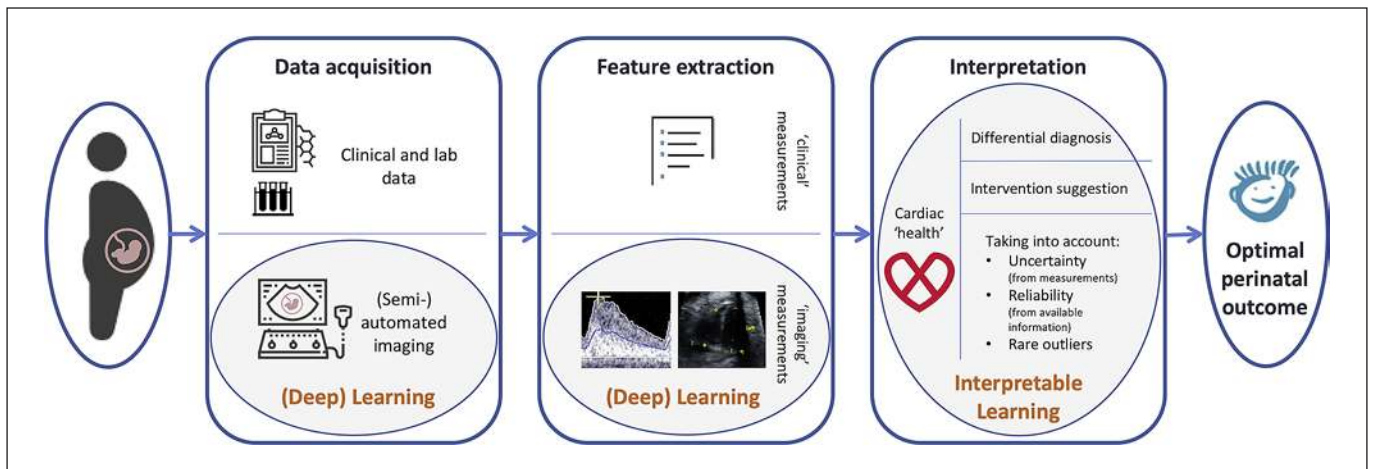 Data acquisition
Clinical and lab
data
(Semi-)
automated
imaging
(Deep) Learning
Feature extraction
‘clinical’
measurements
‘imaging’
measurements
(Deep) Learning
Interpretation
Cardiac
‘health’
Differential diagnosis
Intervention suggestion
Taking into account:
• Uncertainty
(from measurements)
• Reliability
(from available
information)
• Rare outliers
Interpretable
Learning
Optimal
perinatal
outcome